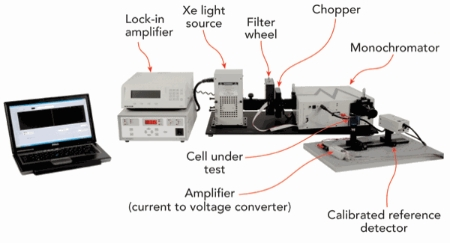 Lock-in
amplifier
Xe light
source
Filter
wheel
Chopper
Monochromator
Cell under
test
Amplifier
(current to voltage converter)
Calibrated reference
detector